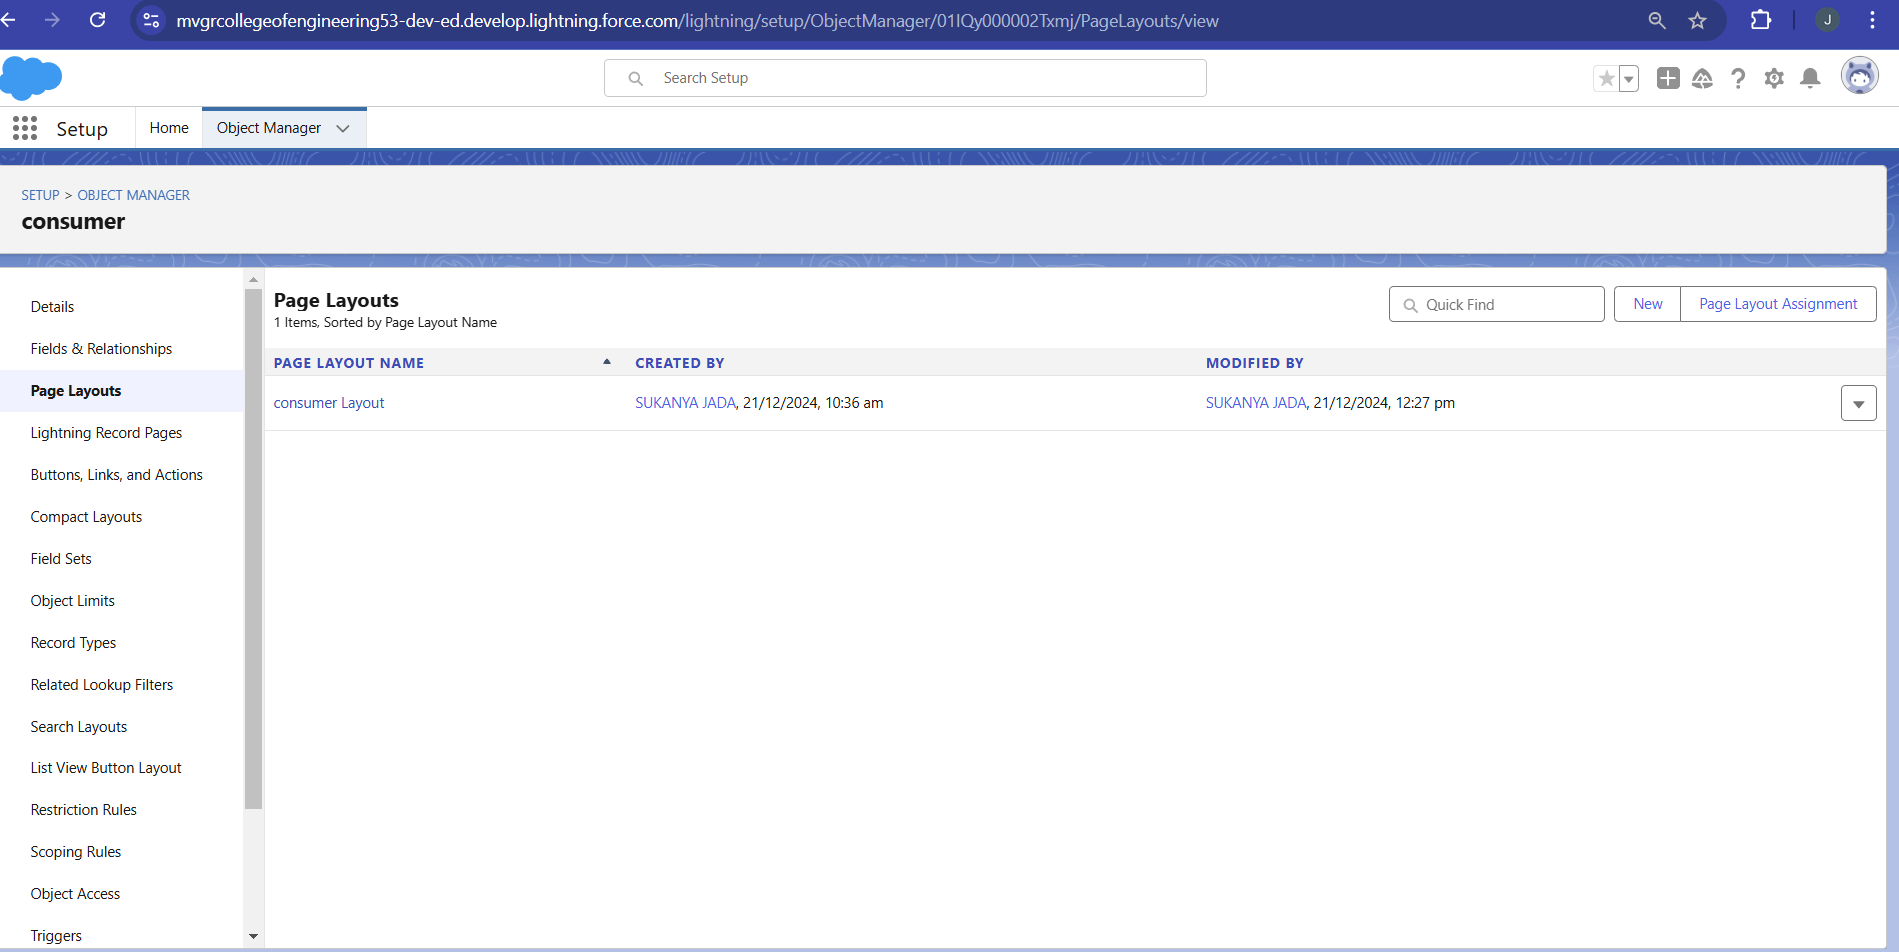 mvgrcollegeofengineering53-dev-ed.develop.lightning.force.com/lightning/setup/ObjectManager/01IQy000002Txmj/PageLayouts/view
J
Search Setup
Setup
Home
Object Manager
SETUP > OBJECT MANAGER
consumer
Details
Fields & Relationships
Page Layouts
Lightning Record Pages
Buttons, Links, and Actions
Compact Layouts
Field Sets
Object Limits
Record Types
Related Lookup Filters
Search Layouts
List View Button Layout
Restriction Rules
Scoping Rules
Object Access
Triggers
Page Layouts
1 Items, Sorted by Page Layout Name
Quick Find
New
Page Layout Assignment
PAGE LAYOUT NAME CREATED BY MODIFIED BY
consumer Layout SUKANYA JADA, 21/12/2024, 10:36 am SUKANYA JADA, 21/12/2024, 12:27 pm